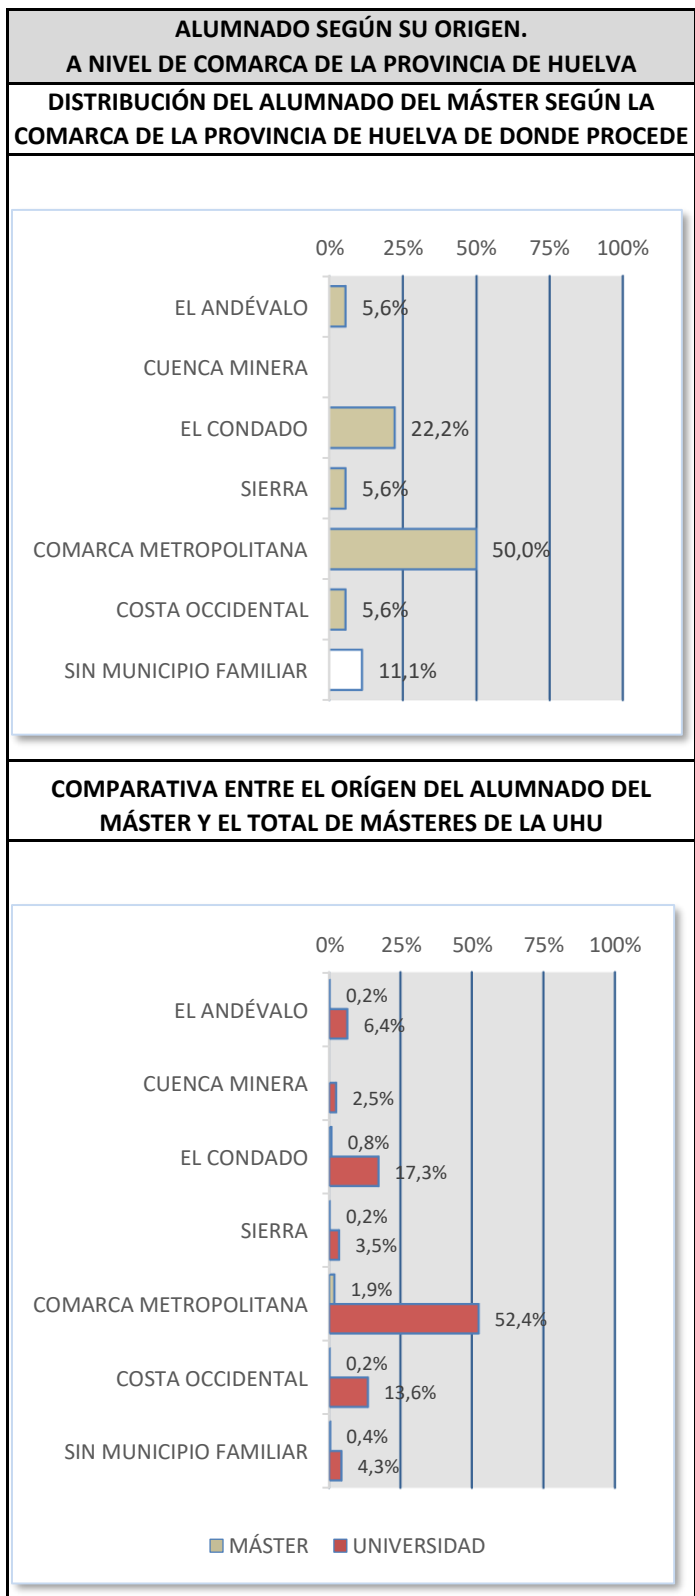 ALUMNADO SEGÚN SU ORIGEN.
A NIVEL DE COMARCA DE LA PROVINCIA DE HUELVA
DISTRIBUCIÓN DEL ALUMNADO DEL MÁSTER SEGÚN LA
COMARCA DE LA PROVINCIA DE HUELVA DE DONDE PROCEDE
0% 25% 50% 75% 100%
EL ANDÉVALO 5,6%
CUENCA MINERA
EL CONDADO 22,2%
SIERRA 5,6%
COMARCA METROPOLITANA 50,0%
COSTA OCCIDENTAL 5,6%
SIN MUNICIPIO FAMILIAR 11,1%
COMPARATIVA ENTRE EL ORÍGEN DEL ALUMNADO DEL
MÁSTER Y EL TOTAL DE MÁSTERES DE LA UHU
0% 25% 50% 75% 100%
0,2%
EL ANDÉVALO
6,4%
CUENCA MINERA
2,5%
0,8%
EL CONDADO
17,3%
0,2%
SIERRA
3,5%
1,9%
COMARCA METROPOLITANA
52,4%
0,2%
COSTA OCCIDENTAL
13,6%
0,4%
SIN MUNICIPIO FAMILIAR
4,3%
MÁSTER UNIVERSIDAD